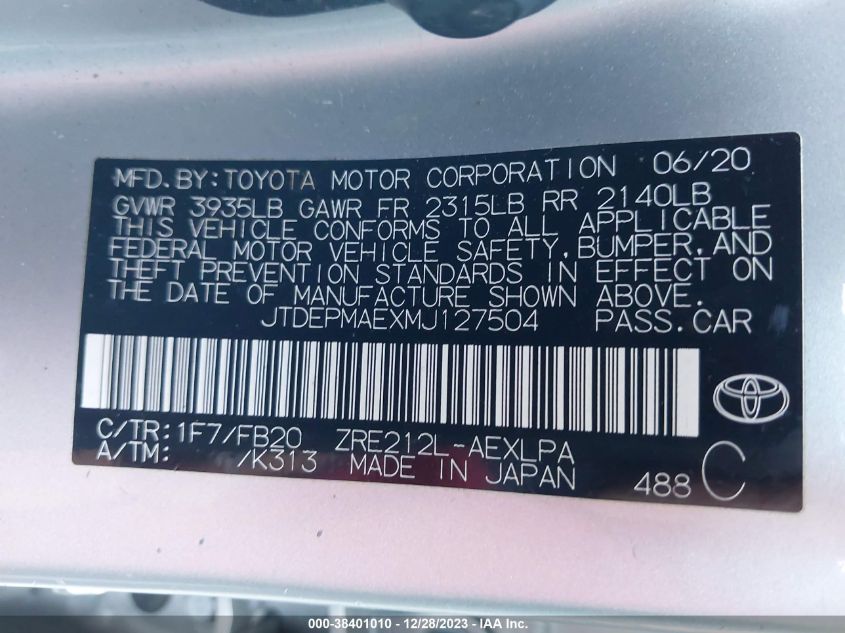 MFD. BY: TOYOTA MOTOR CORPORATION 06/20
GVWR 3935LB GAWR FR 2315LB RR 2140LB
THIS VEHICLE CONFORMS TO ALL APPLICABLE
FEDERAL MOTOR VEHICLE SAFETY, BUMPER, AND
THEFT PREVENTION STANDARDS IN EFFECT ON
THE DATE OF MANUFACTURE SHOWN ABOVE.
JTDEPMAEXMJ127504 PASS. CAR
C/TR: 1F7/FB20 ZRE212L-AEXLPA
A/TM: /K313 MADE IN JAPAN 488 C
000-38401010 - 12/28/2023 - IAA Inc.